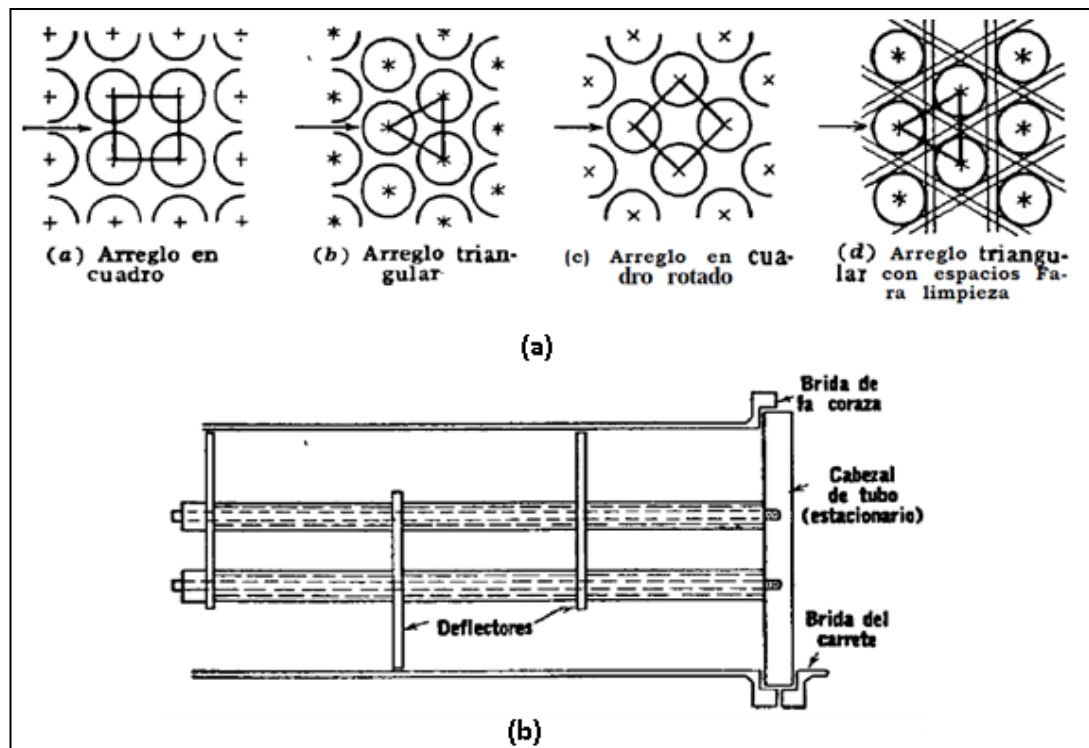 (a) Arreglo en
cuadro
(b) Arreglo trian-
gular
(c) Arreglo en cua-
dro rotado
(d) Arreglo triangu-
lar con espacios Fa-
ra limpieza
(a)
Brida de
fa coraza
Cabezal
de tubo
(estacionario)
Deflectores
Brida del
carrete
(b)